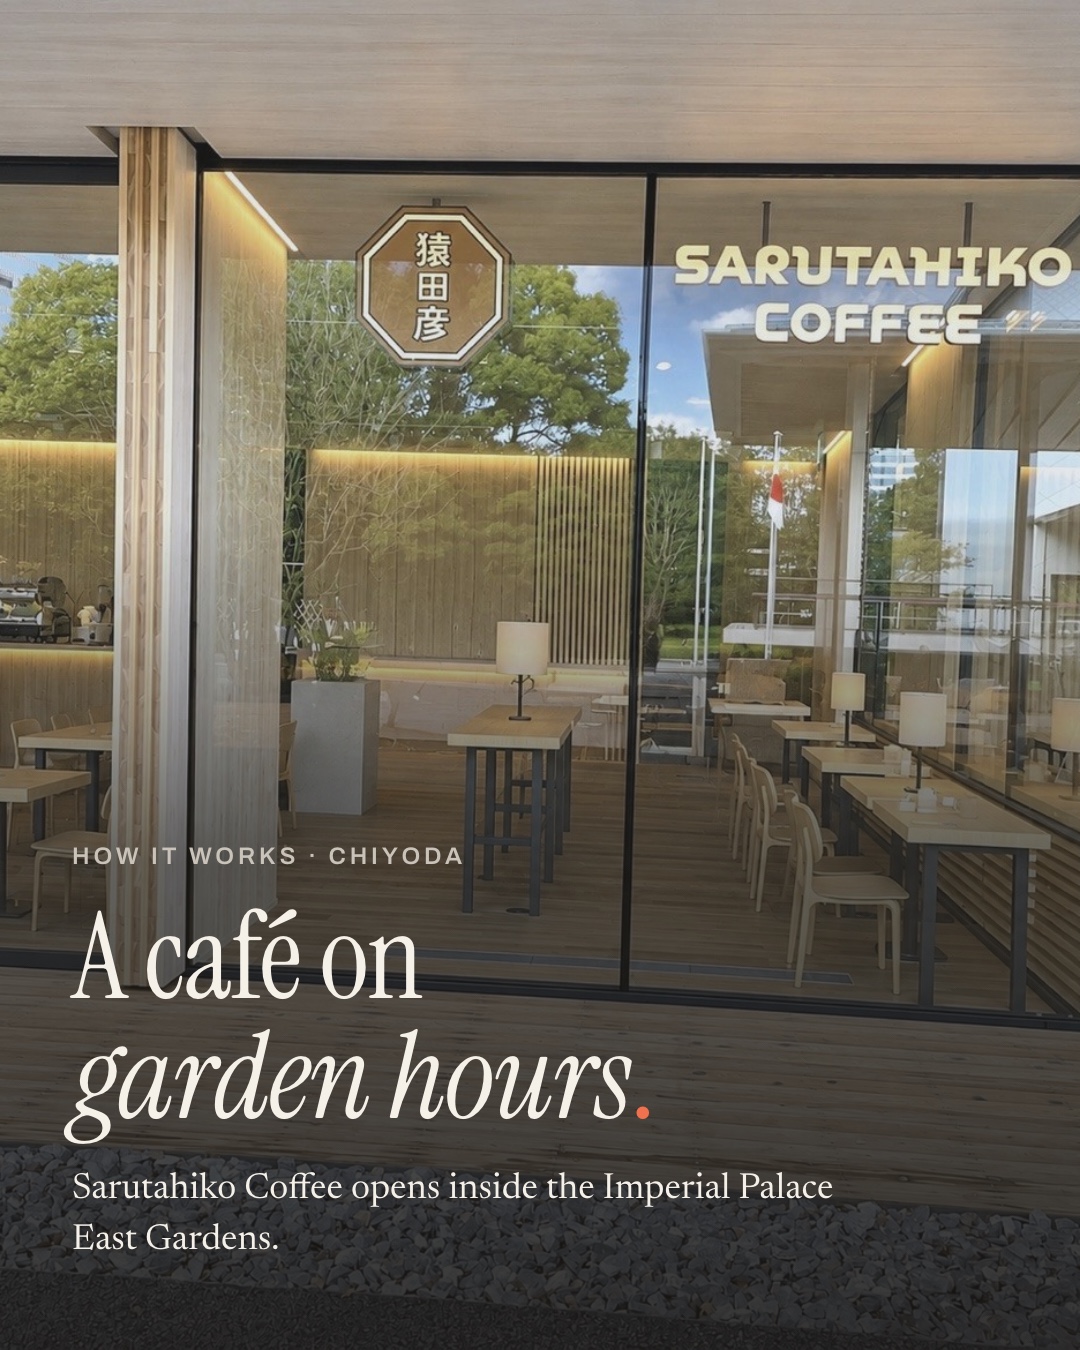 猿田彦
SARUTAHIKO
COFFEE
HOW IT WORKS · CHIYODA
A café on
garden hours.
Sarutahiko Coffee opens inside the Imperial Palace
East Gardens.